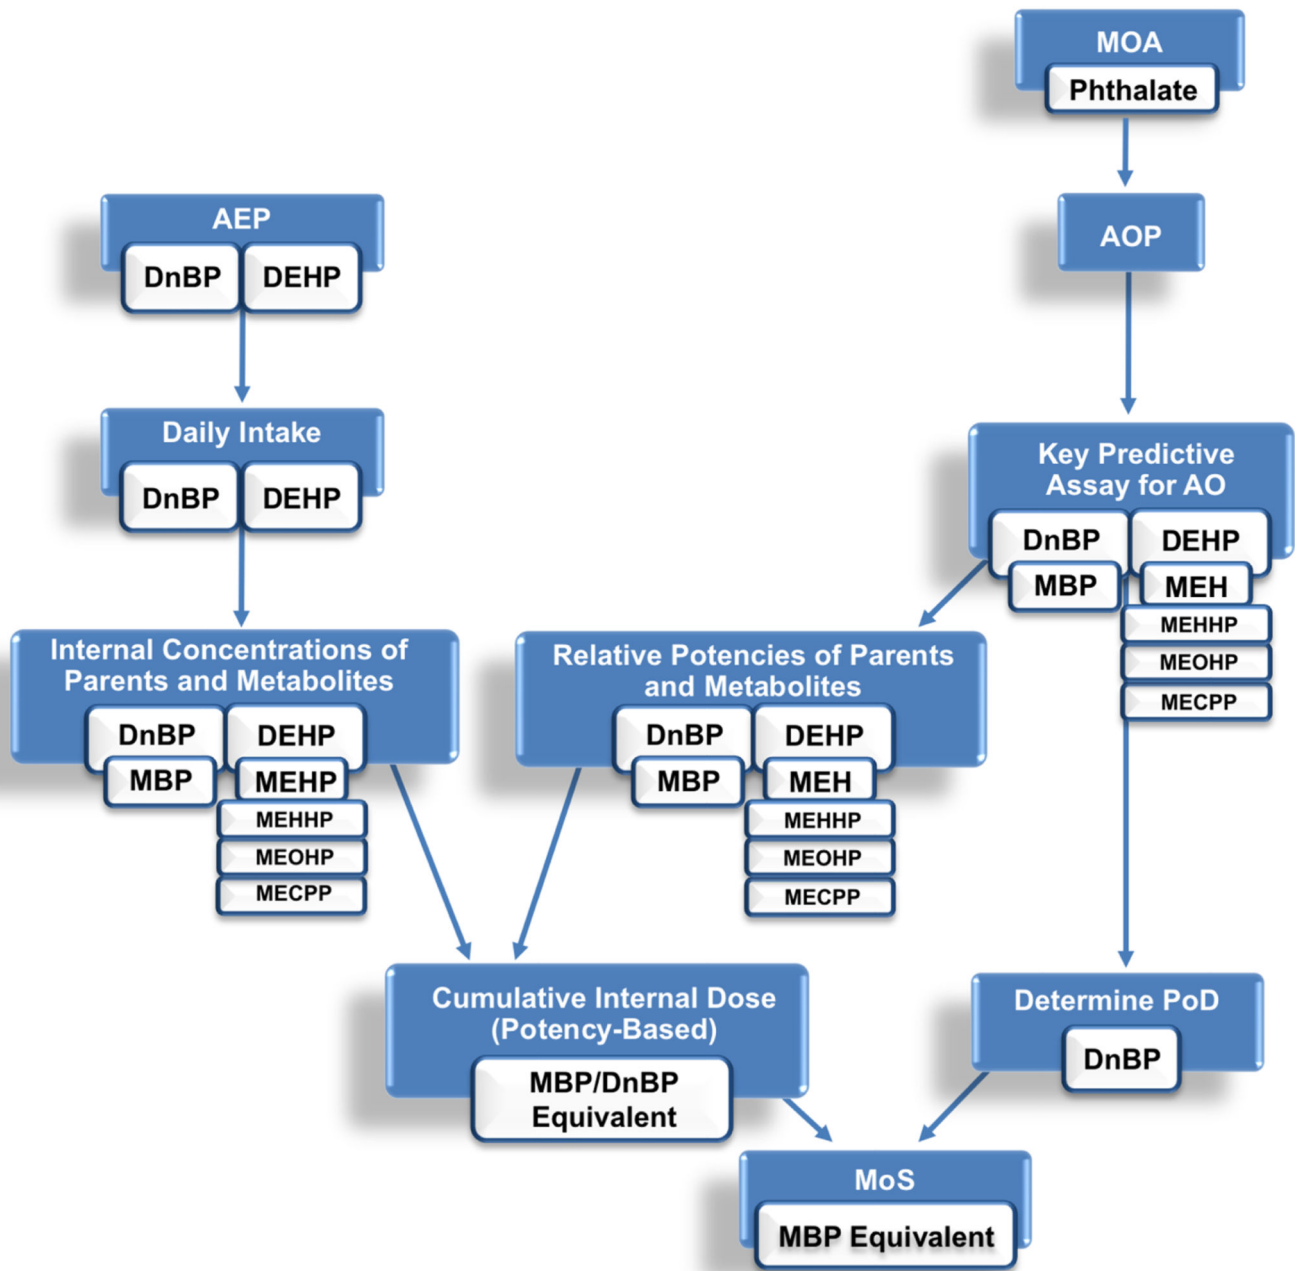 MOA
Phthalate
AOP
AEP
DnBP DEHP
Daily Intake
DnBP DEHP
Key Predictive
Assay for AO
DnBP DEHP
MBP MEH
MEHHP
MEOHP
MECPP
Internal Concentrations of
Parents and Metabolites
DnBP DEHP
MBP MEHP
MEHHP
MEOHP
MECPP
Relative Potencies of Parents
and Metabolites
DnBP DEHP
MBP MEH
MEHHP
MEOHP
MECPP
Cumulative Internal Dose
(Potency-Based)
MBP/DnBP
Equivalent
Determine PoD
DnBP
MoS
MBP Equivalent